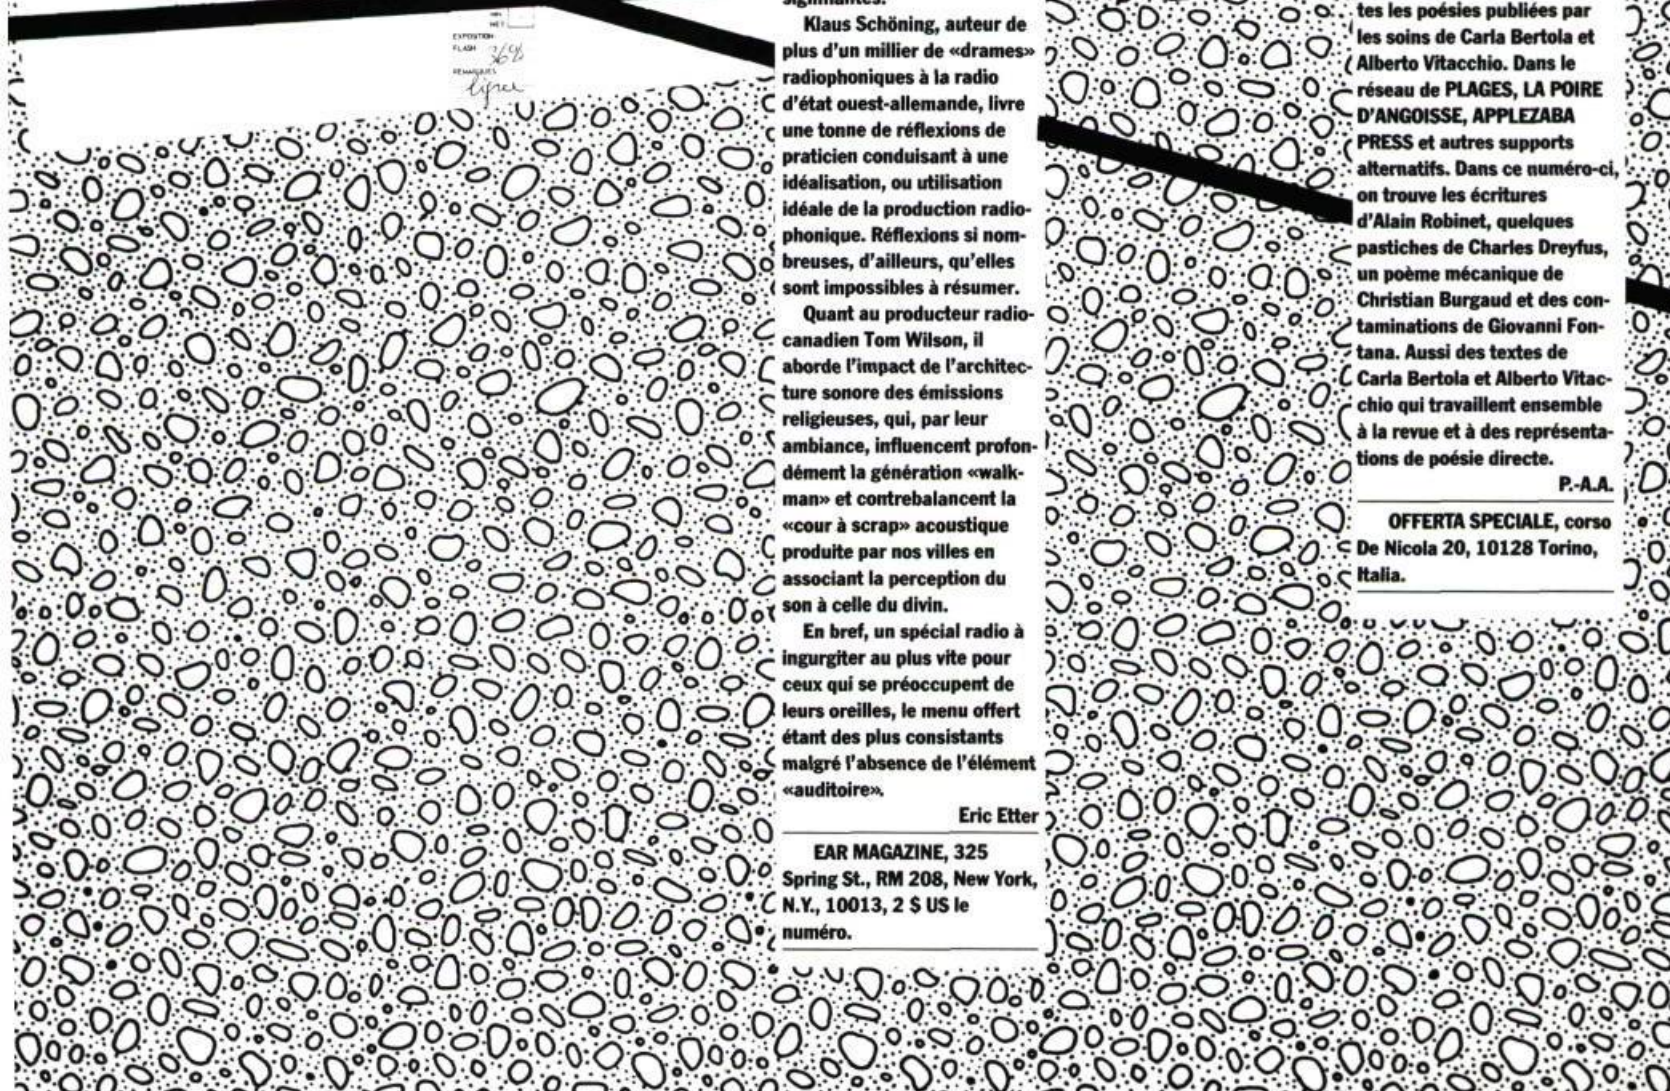 EXPOSITION
FLASH
REMARQUES
ligné
signifiantes.
Klaus Schöning, auteur de
plus d'un millier de «drames»
radiophoniques à la radio
d'état ouest-allemande, livre
une tonne de réflexions de
praticien conduisant à une
idéalisation, ou utilisation
idéale de la production radio-
phonique. Réflexions si nom-
breuses, d'ailleurs, qu'elles
sont impossibles à résumer.
Quant au producteur radio-
canadien Tom Wilson, il
aborde l'impact de l'architec-
ture sonore des émissions
religieuses, qui, par leur
ambiance, influencent profon-
dément la génération «walk-
man» et contrebalancent la
«cour à scrap» acoustique
produite par nos villes en
associant la perception du
son à celle du divin.
En bref, un spécial radio à
ingurgiter au plus vite pour
ceux qui se préoccupent de
leurs oreilles, le menu offert
étant des plus consistants
malgré l'absence de l'élément
«auditoire».
Eric Etter
EAR MAGAZINE, 325
Spring St., RM 208, New York,
N.Y., 10013, 2 $ US le
numéro.
tes les poésies publiées par
les soins de Carla Bertola et
Alberto Vitacchio. Dans le
réseau de PLAGES, LA POIRE
D'ANGOISSE, APPLEZABA
PRESS et autres supports
alternatifs. Dans ce numéro-ci,
on trouve les écritures
d'Alain Robinet, quelques
pastiches de Charles Dreyfus,
un poème mécanique de
Christian Burgaud et des con-
taminations de Giovanni Fon-
tana. Aussi des textes de
Carla Bertola et Alberto Vitac-
chio qui travaillent ensemble
à la revue et à des représenta-
tions de poésie directe.
P.-A.A.
OFFERTA SPECIALE, corso
De Nicola 20, 10128 Torino,
Italia.